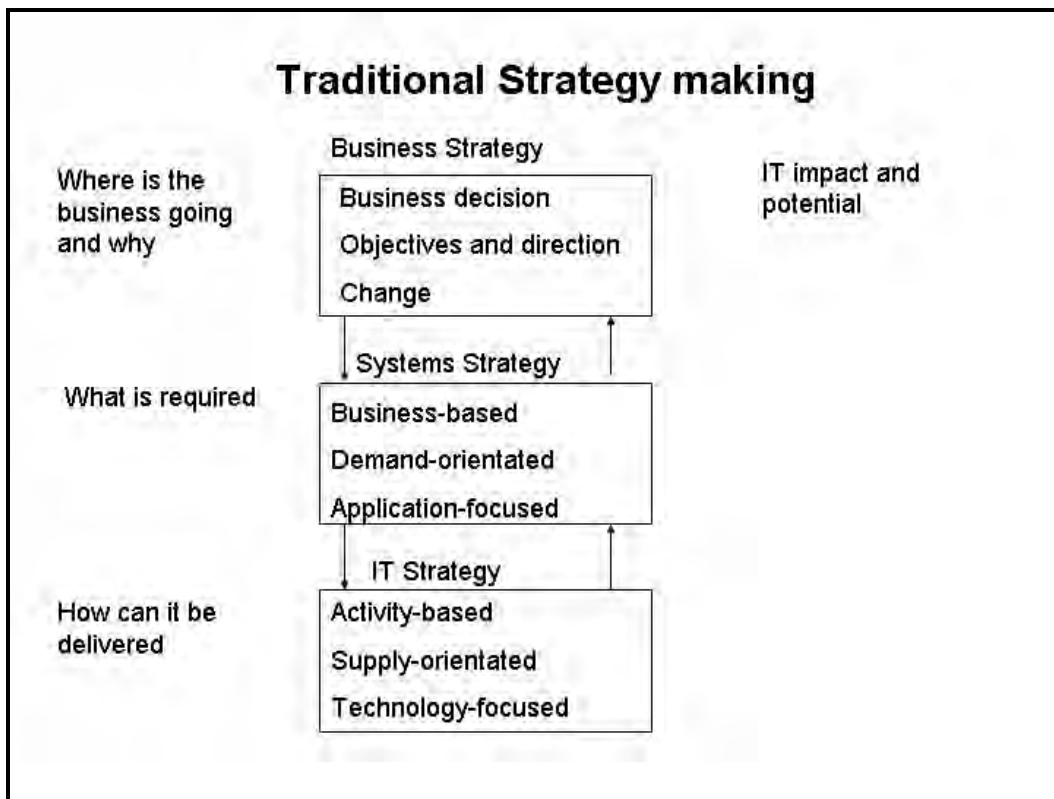 Traditional Strategy making
Business Strategy
Where is the
business going
and why
Business decision
Objectives and direction
Change
IT impact and
potential
Systems Strategy
What is required
Business-based
Demand-orientated
Application-focused
IT Strategy
How can it be
delivered
Activity-based
Supply-orientated
Technology-focused